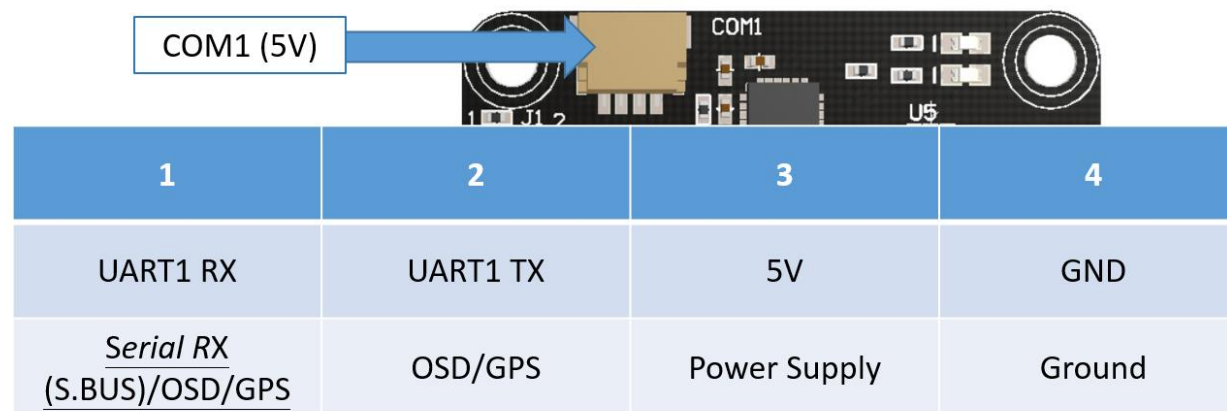 COM1 (5V)
COM1
1 J1 2
U5
1 2 3 4
UART1 RX UART1 TX 5V GND
Serial RX
(S.BUS)/OSD/GPS OSD/GPS Power Supply Ground